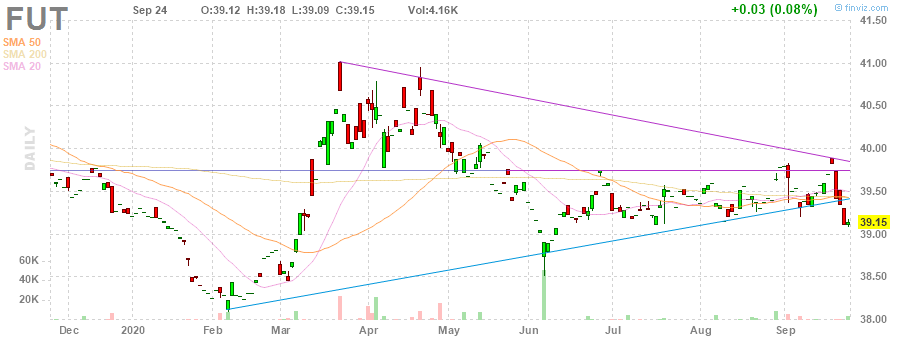 FUT
Sep 24 O:39.12 H:39.18 L:39.09 C:39.15 Vol:4.16K +0.03 (0.08%) © finviz.com
SMA 50
SMA 200
SMA 20
DAILY
41.50
41.00
40.50
40.00
39.50
39.15
39.00
38.50
38.00
60K
40K
20K
Dec 2020 Feb Mar Apr May Jun Jul Aug Sep